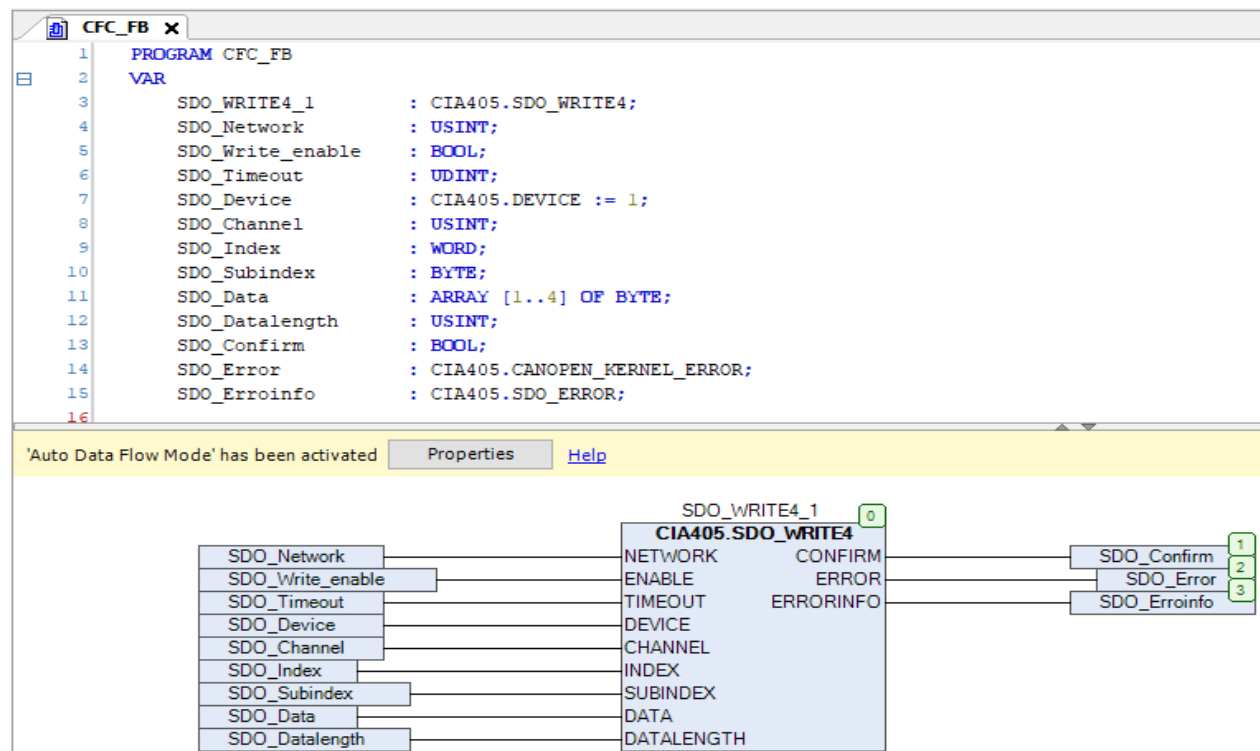 CFC_FB X
1 PROGRAM CFC_FB
2 VAR
3 SDO_WRITE4_1 : CIA405.SDO_WRITE4;
4 SDO_Network : USINT;
5 SDO_Write_enable : BOOL;
6 SDO_Timeout : UDINT;
7 SDO_Device : CIA405.DEVICE := 1;
8 SDO_Channel : USINT;
9 SDO_Index : WORD;
10 SDO_Subindex : BYTE;
11 SDO_Data : ARRAY [1..4] OF BYTE;
12 SDO_Datalength : USINT;
13 SDO_Confirm : BOOL;
14 SDO_Error : CIA405.CANOPEN_KERNEL_ERROR;
15 SDO_Erroinfo : CIA405.SDO_ERROR;
16
'Auto Data Flow Mode' has been activated Properties Help
SDO_WRITE4_1 0
CIA405.SDO_WRITE4
SDO_Network NETWORK CONFIRM SDO_Confirm 1
SDO_Write_enable ENABLE ERROR SDO_Error 2
SDO_Timeout TIMEOUT ERRORINFO SDO_Erroinfo 3
SDO_Device DEVICE
SDO_Channel CHANNEL
SDO_Index INDEX
SDO_Subindex SUBINDEX
SDO_Data DATA
SDO_Datalength DATALENGTH